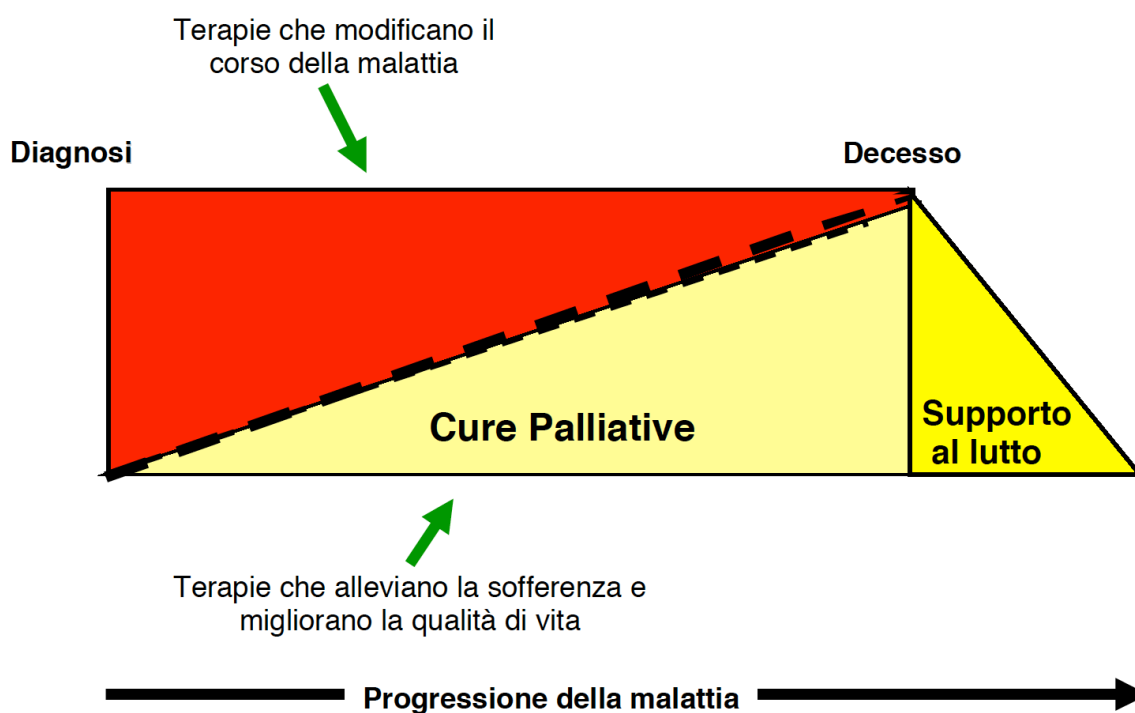 Terapie che modificano il
corso della malattia
Diagnosi
Decesso
Cure Palliative
Supporto
al lutto
Terapie che alleviano la sofferenza e
migliorano la qualità di vita
Progressione della malattia